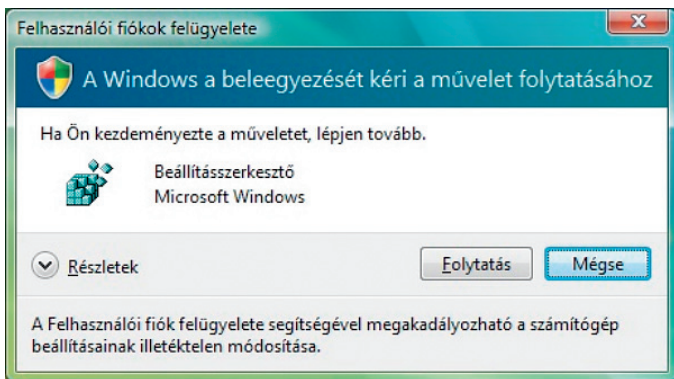 Felhasználói fiókok felügyelete
A Windows a beleegyezését kéri a művelet folytatásához
Ha Ön kezdeményezte a műveletet, lépjen tovább.
Beállításszerkesztő
Microsoft Windows
Részletek
Folytatás
Mégse
A Felhasználói fiók felügyelete segítségével megakadályozható a számítógép
beállításainak illetéktelen módosítása.